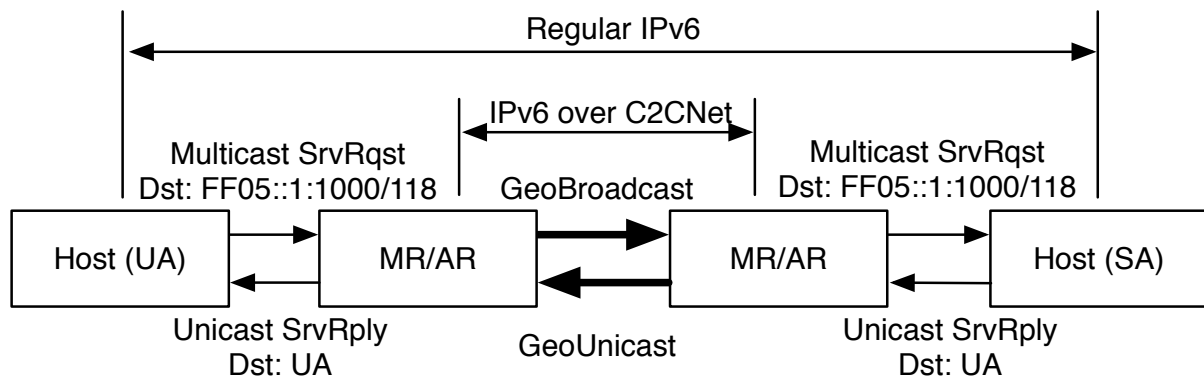 Regular IPv6
IPv6 over C2CNet
Multicast SrvRqst
Dst: FF05::1:1000/118
GeoBroadcast
Multicast SrvRqst
Dst: FF05::1:1000/118
Host (UA)
MR/AR
MR/AR
Host (SA)
Unicast SrvRply
Dst: UA
GeoUnicast
Unicast SrvRply
Dst: UA